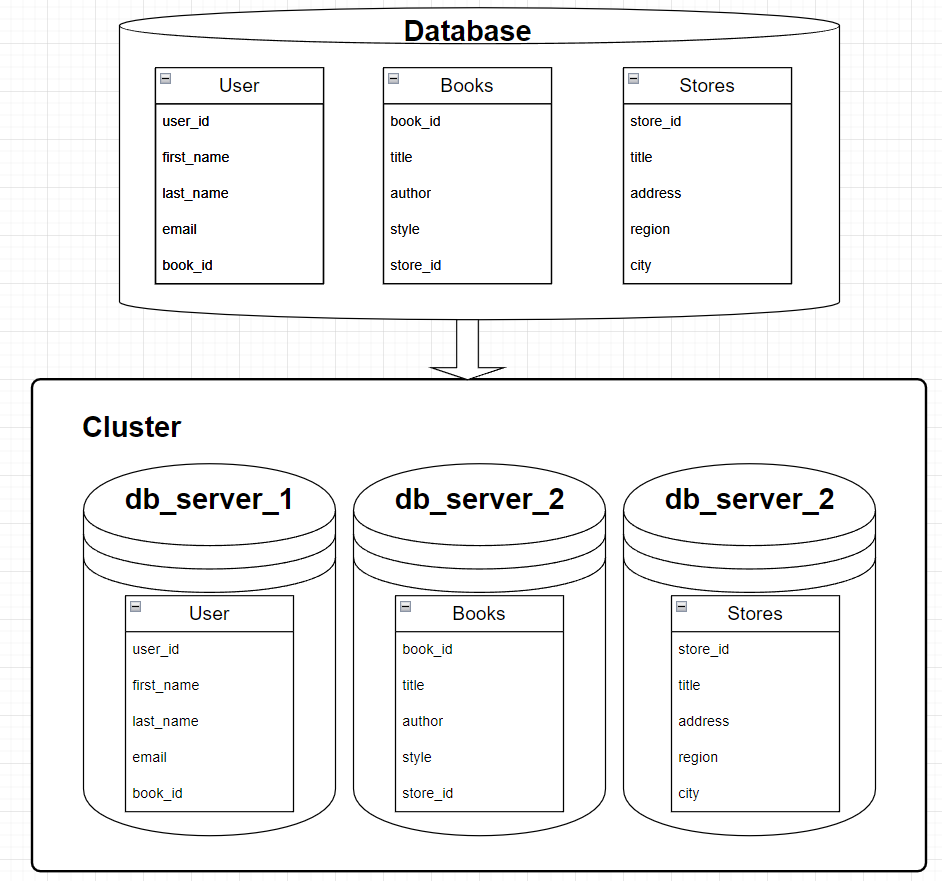 Database
User
user_id
first_name
last_name
email
book_id
Books
book_id
title
author
style
store_id
Stores
store_id
title
address
region
city
Cluster
db_server_1
User
user_id
first_name
last_name
email
book_id
db_server_2
Books
book_id
title
author
style
store_id
db_server_2
Stores
store_id
title
address
region
city